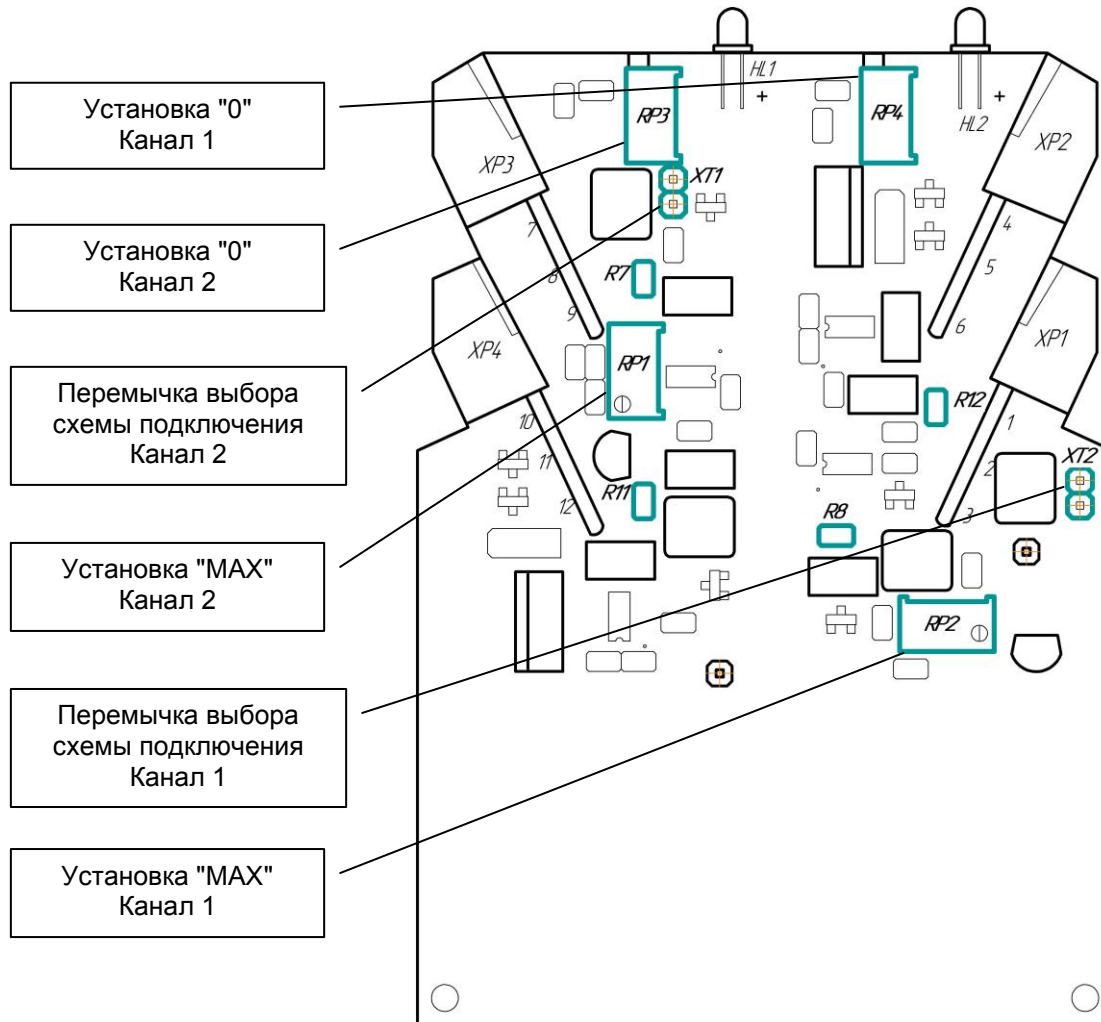 Установка "0"
Канал 1
Установка "0"
Канал 2
Перемычка выбора
схемы подключения
Канал 2
Установка "MAX"
Канал 2
Перемычка выбора
схемы подключения
Канал 1
Установка "MAX"
Канал 1
HL1
+
HL2
+
RP3
RP4
XP3
XP2
XT1
7
8
9
4
5
6
R7
XP4
RP1
XP1
R12
10
11
12
1
2
3
XT2
R11
R8
RP2